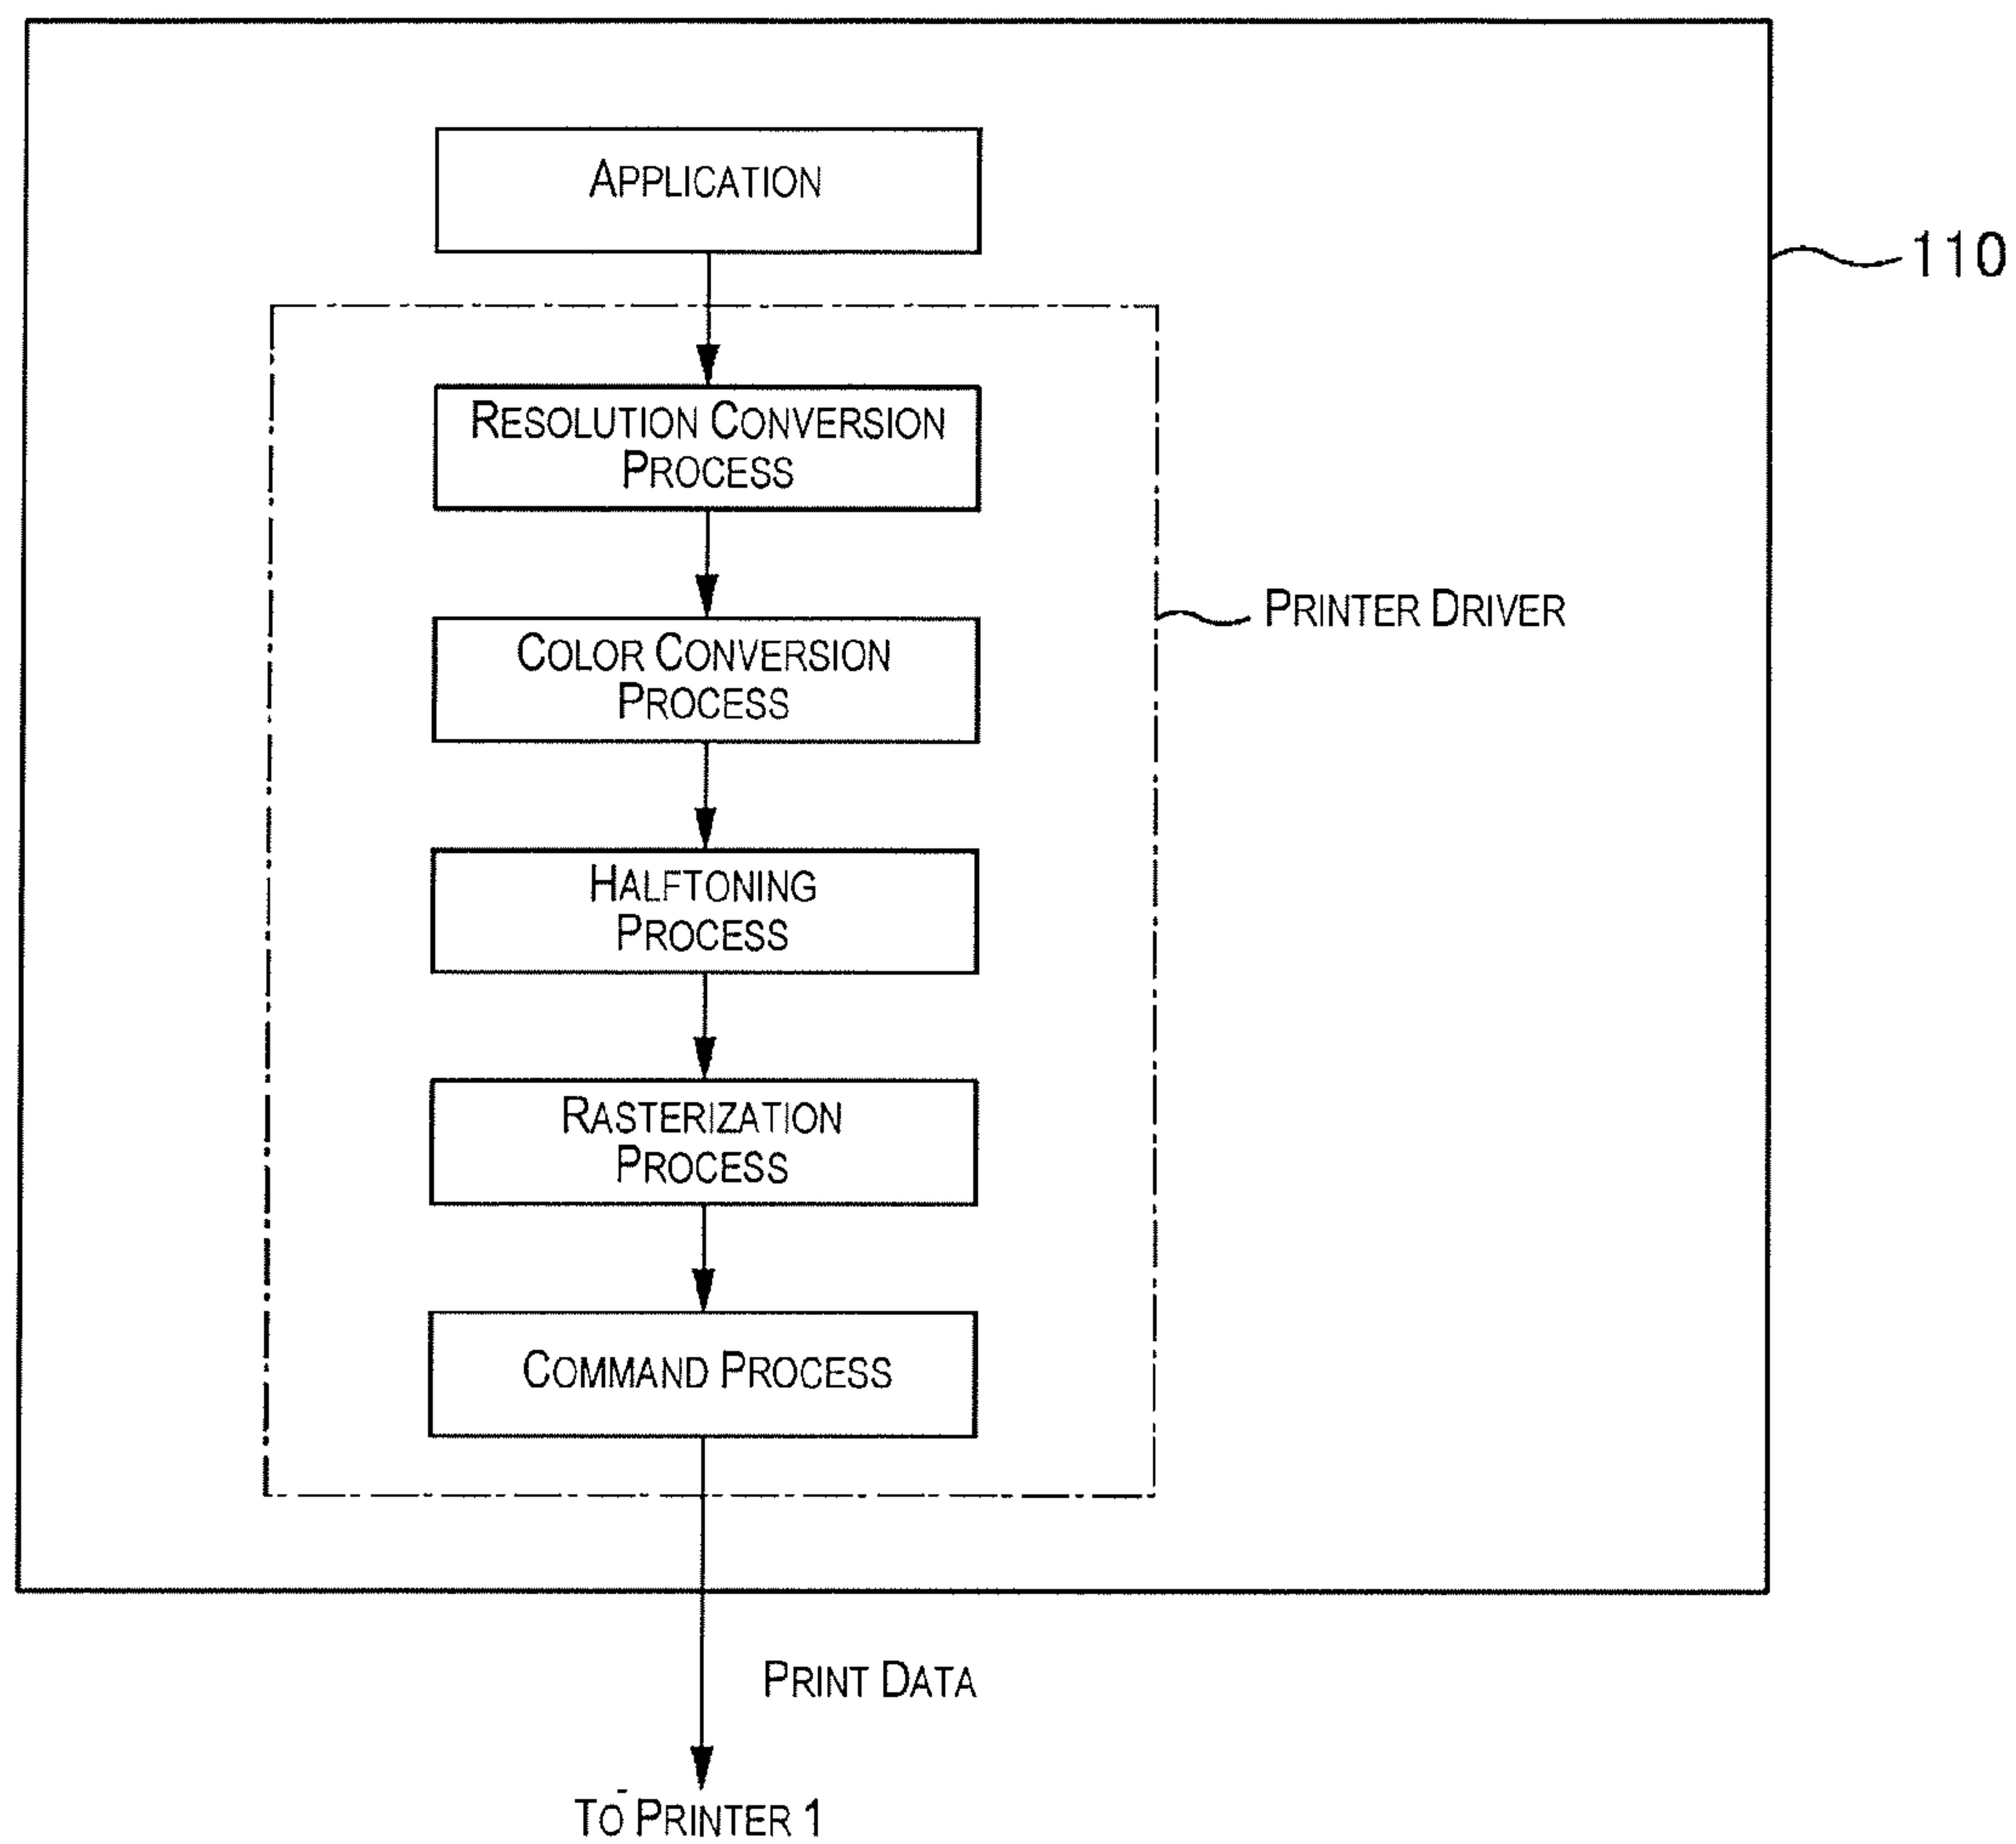 APPLICATION
110
RESOLUTION CONVERSION
PROCESS
PRINTER DRIVER
COLOR CONVERSION
PROCESS
HALFTONING
PROCESS
RASTERIZATION
PROCESS
COMMAND PROCESS
PRINT DATA
TO PRINTER 1